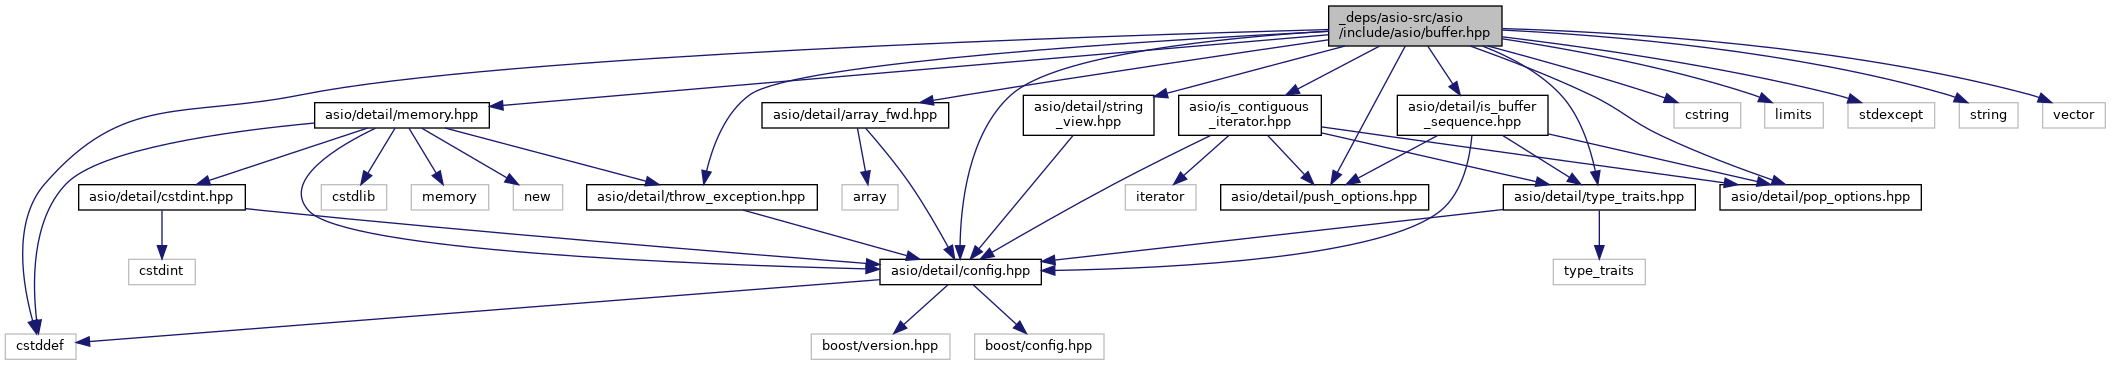 _deps/asio-src/asio
/include/asio/buffer.hpp
asio/detail/memory.hpp
asio/detail/array_fwd.hpp
asio/detail/string
_view.hpp
asio/is_contiguous
_iterator.hpp
asio/detail/is_buffer
_sequence.hpp
cstring
limits
stdexcept
string
vector
asio/detail/cstdint.hpp
cstdlib
memory
new
asio/detail/throw_exception.hpp
array
iterator
asio/detail/push_options.hpp
asio/detail/type_traits.hpp
asio/detail/pop_options.hpp
cstdint
asio/detail/config.hpp
type_traits
cstddef
boost/version.hpp
boost/config.hpp